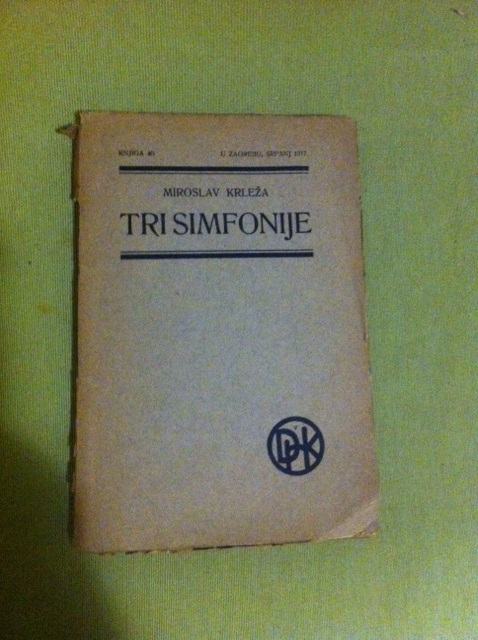 KNJIGA 40. U ZAGREBU, SRPANJ 1917.
MIROSLAV KRLEŽA
TRI SIMFONIJE
DHK